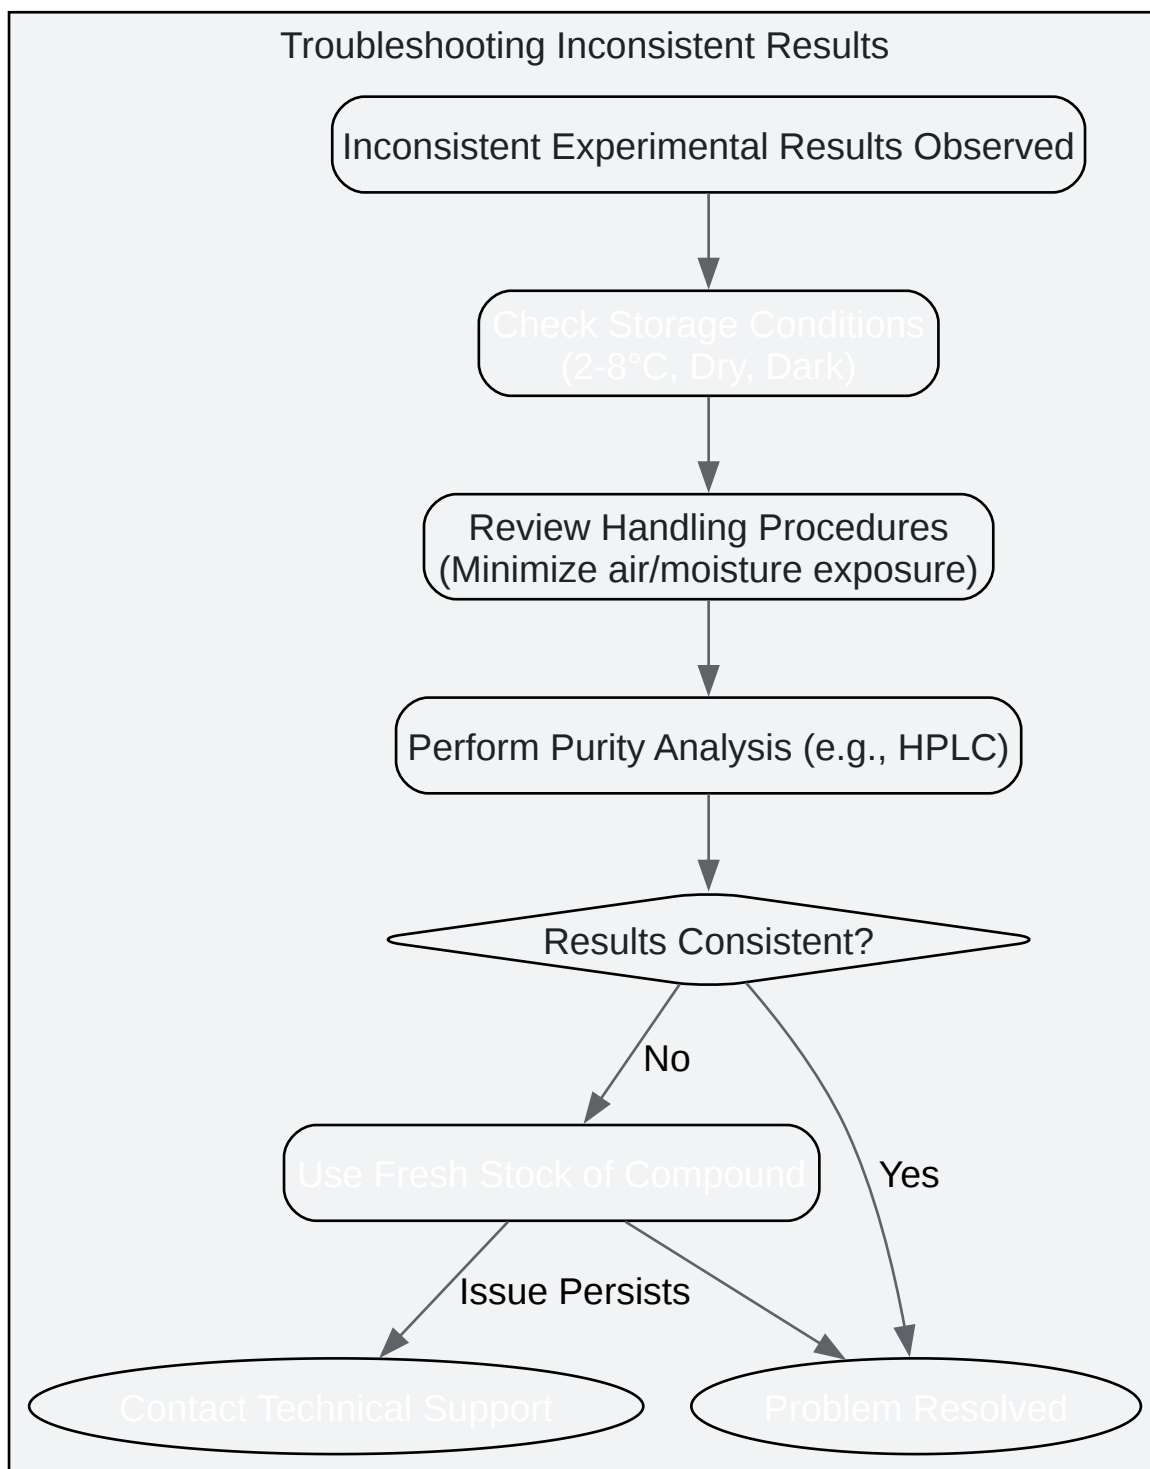 Troubleshooting Inconsistent Results
Inconsistent Experimental Results Observed
Check Storage Conditions
(2-8°C, Dry, Dark)
Review Handling Procedures
(Minimize air/moisture exposure)
Perform Purity Analysis (e.g., HPLC)
Results Consistent?
No
Use Fresh Stock of Compound
Yes
Issue Persists
Contact Technical Support
Problem Resolved